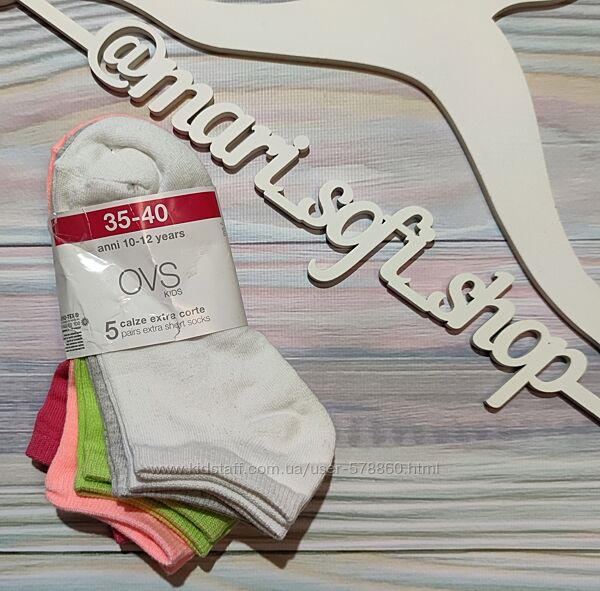 @mari_sofi_shop
35-40
anni 10-12 years
OVS
KIDS
5 calze extra corte
pairs extra short socks
www.kidstaff.com.ua/user-578860.html